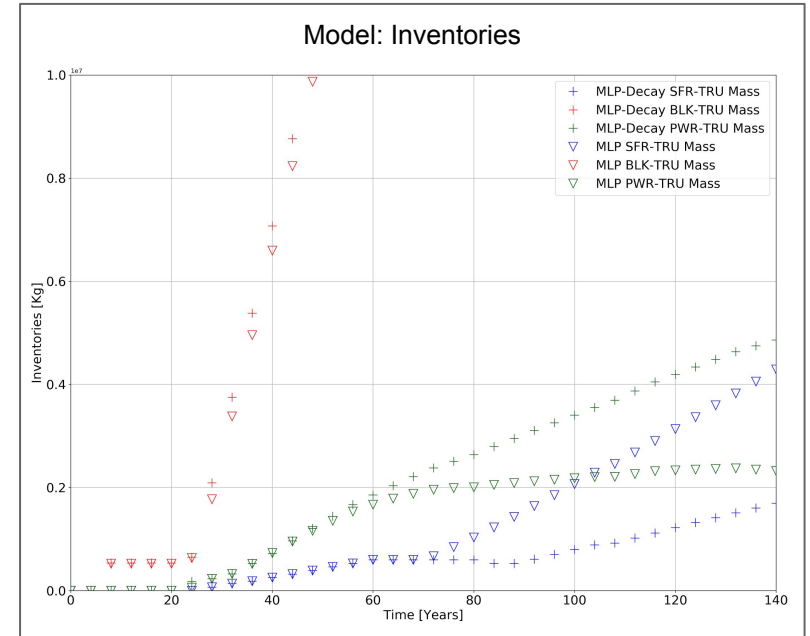 Model: Inventories
1e7
1.0
0.8
0.6
0.4
0.2
0.0
Inventories [Kg]
MLP-Decay SFR-TRU Mass
MLP-Decay BLK-TRU Mass
MLP-Decay PWR-TRU Mass
MLP SFR-TRU Mass
MLP BLK-TRU Mass
MLP PWR-TRU Mass
0 20 40 60 80 100 120 140
Time [Years]